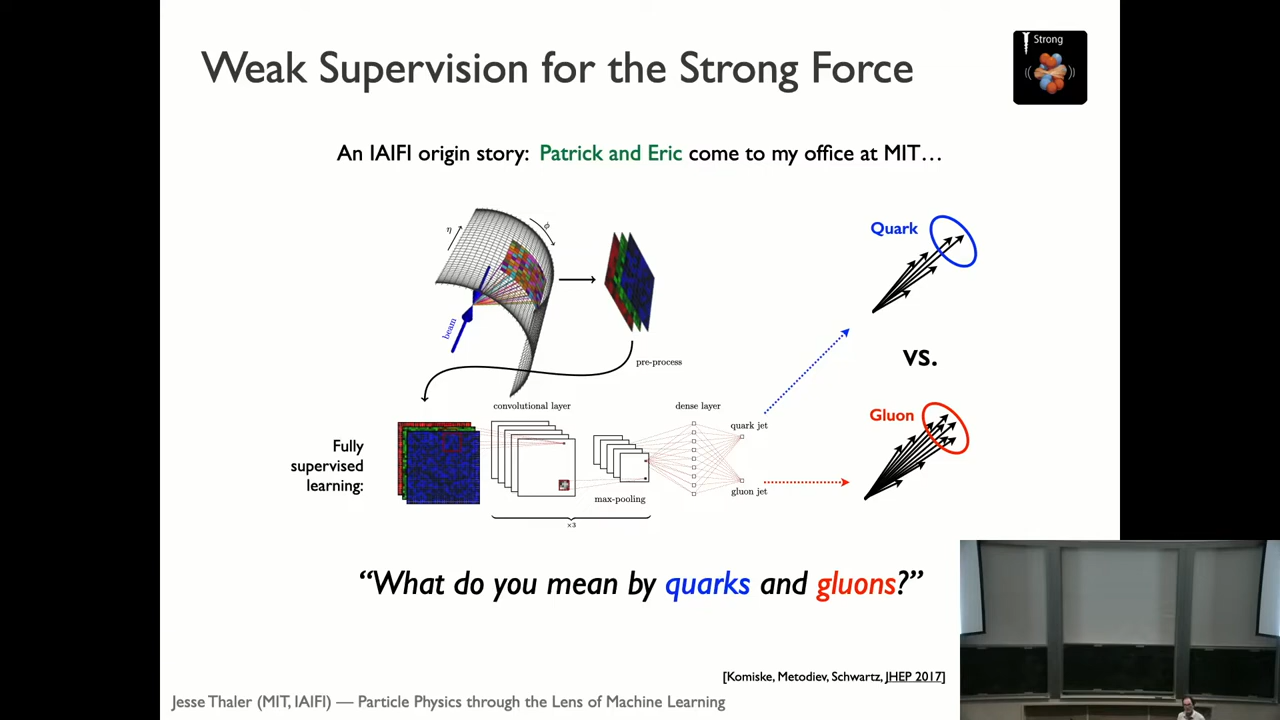 Weak Supervision for the Strong Force
Strong
An IAIFI origin story: Patrick and Eric come to my office at MIT…
η
ϕ
beam
pre-process
Quark
vs.
Gluon
Fully
supervised
learning:
convolutional layer
max-pooling
×3
dense layer
quark jet
gluon jet
“What do you mean by quarks and gluons?”
[Komiske, Metodiev, Schwartz, JHEP 2017]
Jesse Thaler (MIT, IAIFI) — Particle Physics through the Lens of Machine Learning